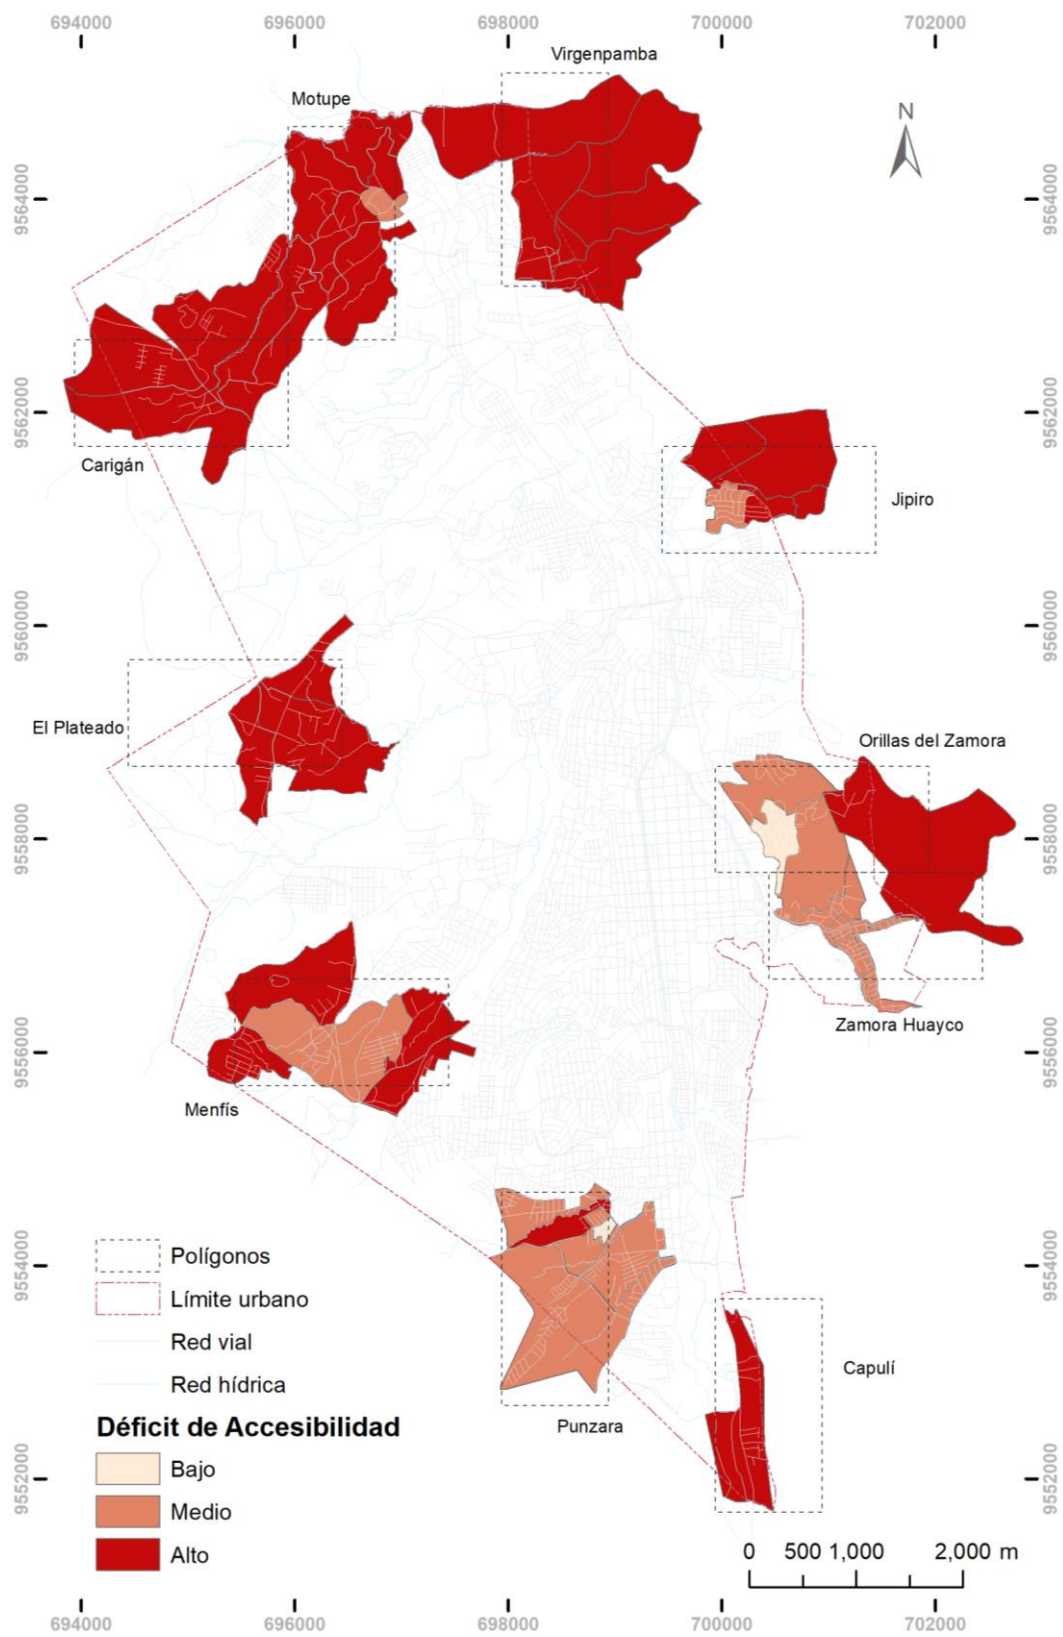 694000 696000 698000 700000 702000
Virgenpamba
Motupe
N
9564000 9564000
9562000 9562000
Carigán
Jipiro
9560000 9560000
El Plateado
Orillas del Zamora
9558000 9558000
Zamora Huayco
9556000 9556000
Menfís
9554000 9554000
Polígonos
Límite urbano
Red vial
Red hídrica
Capulí
Punzara
Déficit de Accesibilidad
Bajo
Medio
Alto
9552000 9552000
0 500 1,000 2,000 m
694000 696000 698000 700000 702000